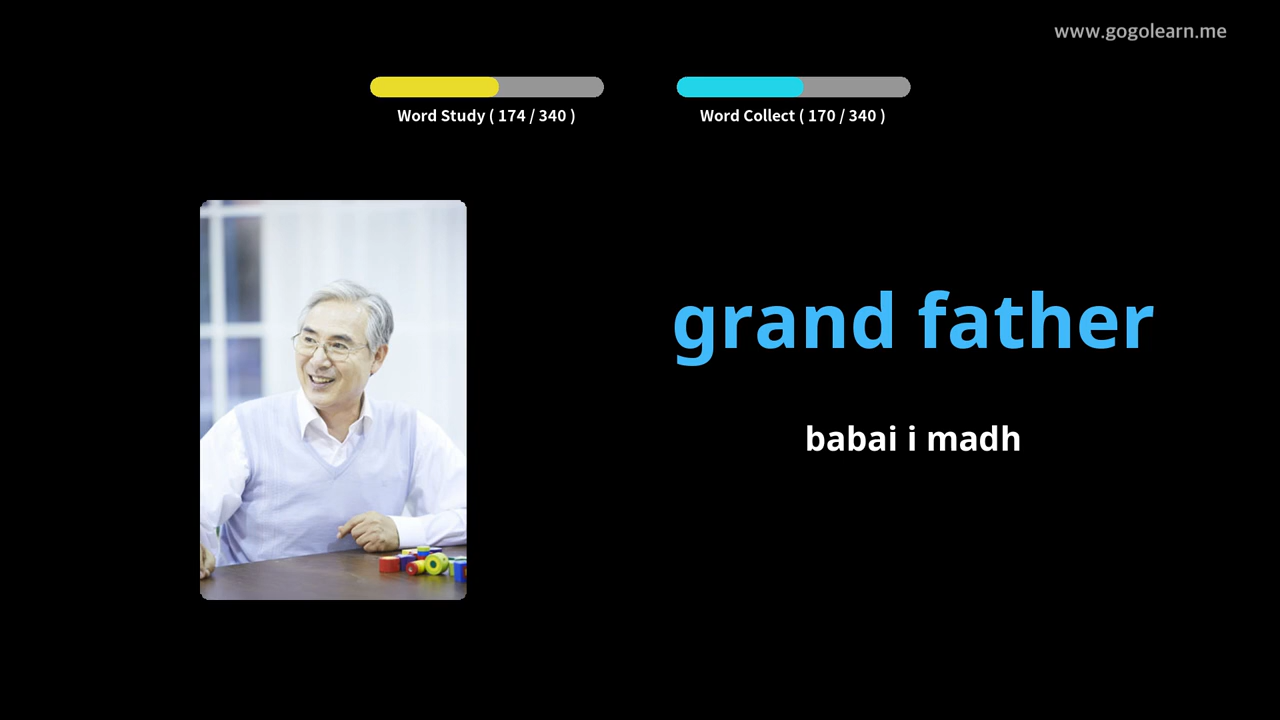 www.gogolearn.me
Word Study ( 174 / 340 )
Word Collect ( 170 / 340 )
grand father
babai i madh